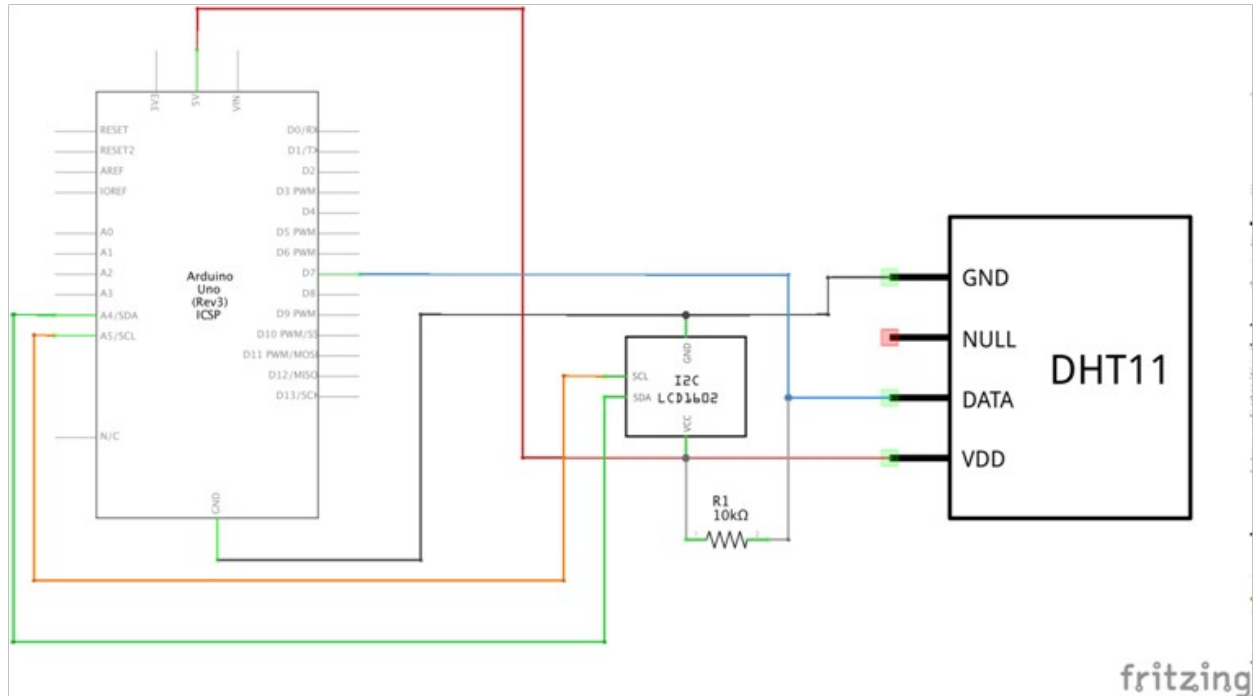 3V3
5V
VIN
RESET
RESET2
AREF
IOREF
A0
A1
A2
A3
A4/SDA
A5/SCL
N/C
Arduino
Uno
(Rev3)
ICSP
D0/RX
D1/TX
D2
D3 PWM
D4
D5 PWM
D6 PWM
D7
D8
D9 PWM
D10 PWM/SS
D11 PWM/MOSI
D12/MISO
D13/SCK
GND
GND
SCL
SDA
I2C
LCD1602
VCC
R1
10kΩ
1
2
GND
NULL
DATA
VDD
DHT11
fritzing